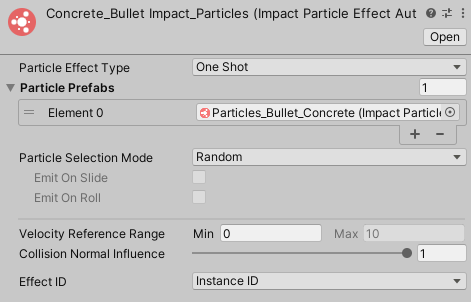 Concrete_Bullet Impact_Particles (Impact Particle Effect Aut
Open
Particle Effect Type One Shot
Particle Prefabs 1
Element 0 Particles_Bullet_Concrete (Impact Particl
Particle Selection Mode Random
Emit On Slide
Emit On Roll
Velocity Reference Range Min 0 Max 10
Collision Normal Influence 1
Effect ID Instance ID